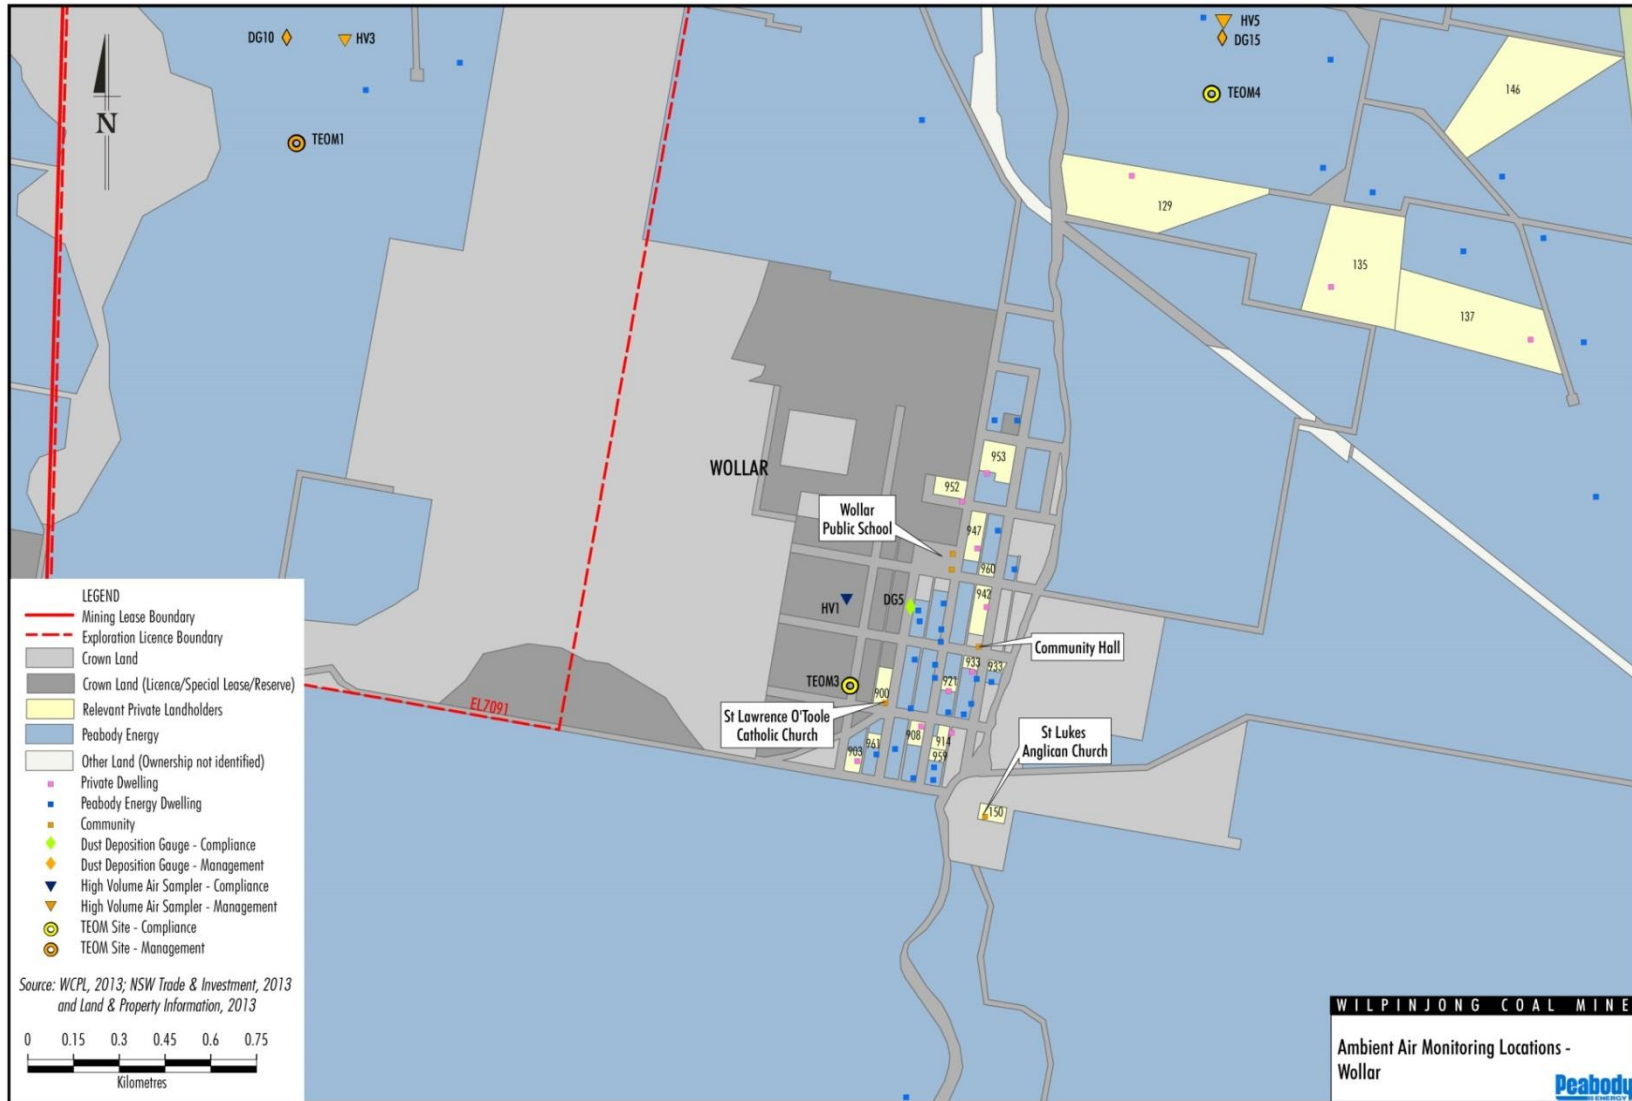 DG10
HV3
HV5
DG15
TEOM4
146
N
TEOM1
129
135
137
WOLLAR
953
952
Wollar
Public School
947
960
942
HV1
DG5
Community Hall
933
933
921
TEOM3
900
EL7091
St Lawrence O'Toole
Catholic Church
St Lukes
Anglican Church
908
914
961
903
959
150
LEGEND
Mining Lease Boundary
Exploration Licence Boundary
Crown Land
Crown Land (Licence/Special Lease/Reserve)
Relevant Private Landholders
Peabody Energy
Other Land (Ownership not identified)
Private Dwelling
Peabody Energy Dwelling
Community
Dust Deposition Gauge - Compliance
Dust Deposition Gauge - Management
High Volume Air Sampler - Compliance
High Volume Air Sampler - Management
TEOM Site - Compliance
TEOM Site - Management
Source: WCPL, 2013; NSW Trade & Investment, 2013
and Land & Property Information, 2013
0 0.15 0.3 0.45 0.6 0.75
Kilometres
WILPINJONG COAL MINE
Ambient Air Monitoring Locations -
Wollar
Peabody
ENERGY